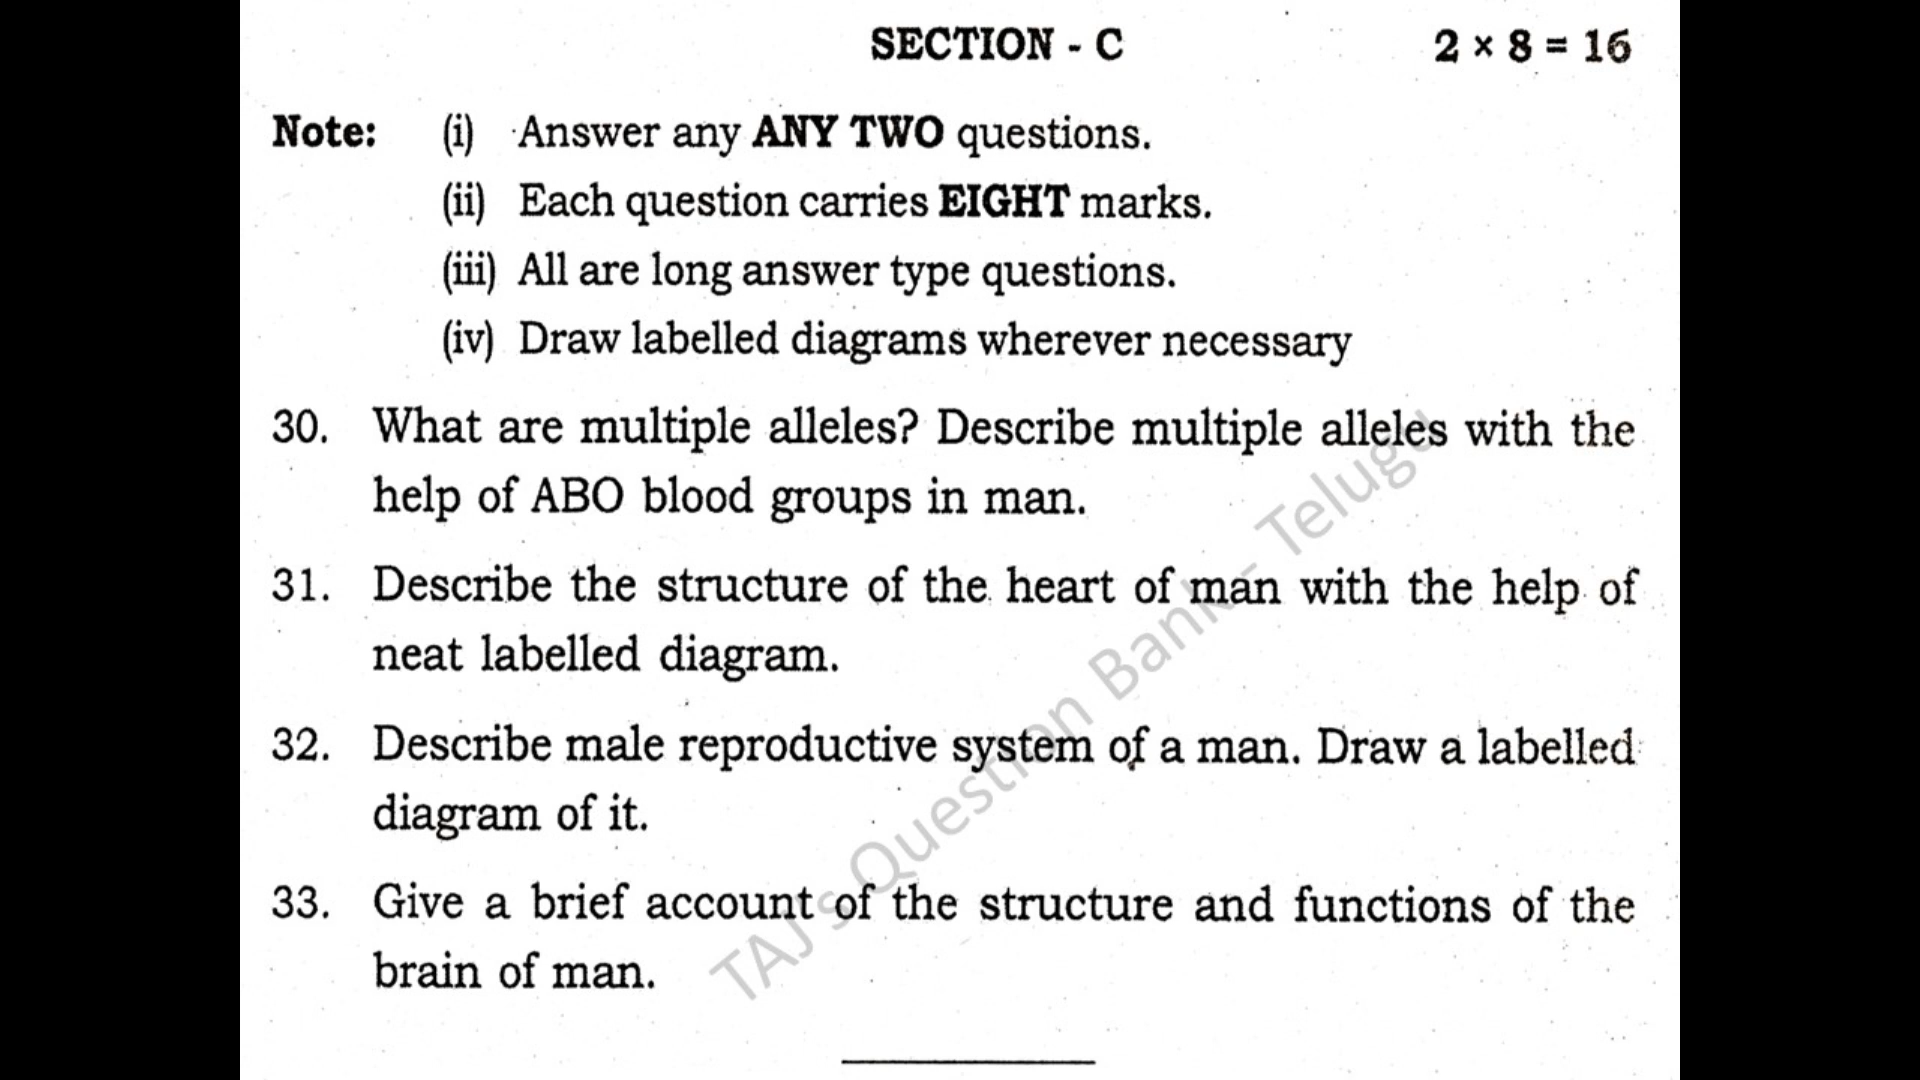 SECTION - C 2 × 8 = 16
Note: (i) Answer any ANY TWO questions.
(ii) Each question carries EIGHT marks.
(iii) All are long answer type questions.
(iv) Draw labelled diagrams wherever necessary
30. What are multiple alleles? Describe multiple alleles with the
help of ABO blood groups in man.
31. Describe the structure of the heart of man with the help of
neat labelled diagram.
32. Describe male reproductive system of a man. Draw a labelled
diagram of it.
33. Give a brief account of the structure and functions of the
brain of man.
TAJ's Question Bank - Telugu